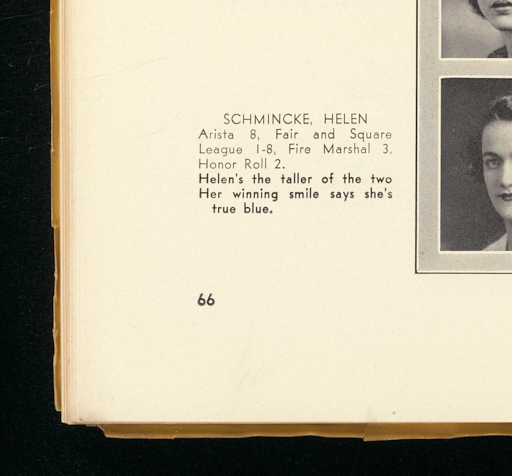 SCHMINCKE, HELEN
Arista 8, Fair and Square
League 1-8, Fire Marshal 3,
Honor Roll 2.
Helen's the taller of the two
Her winning smile says she's
true blue.
66